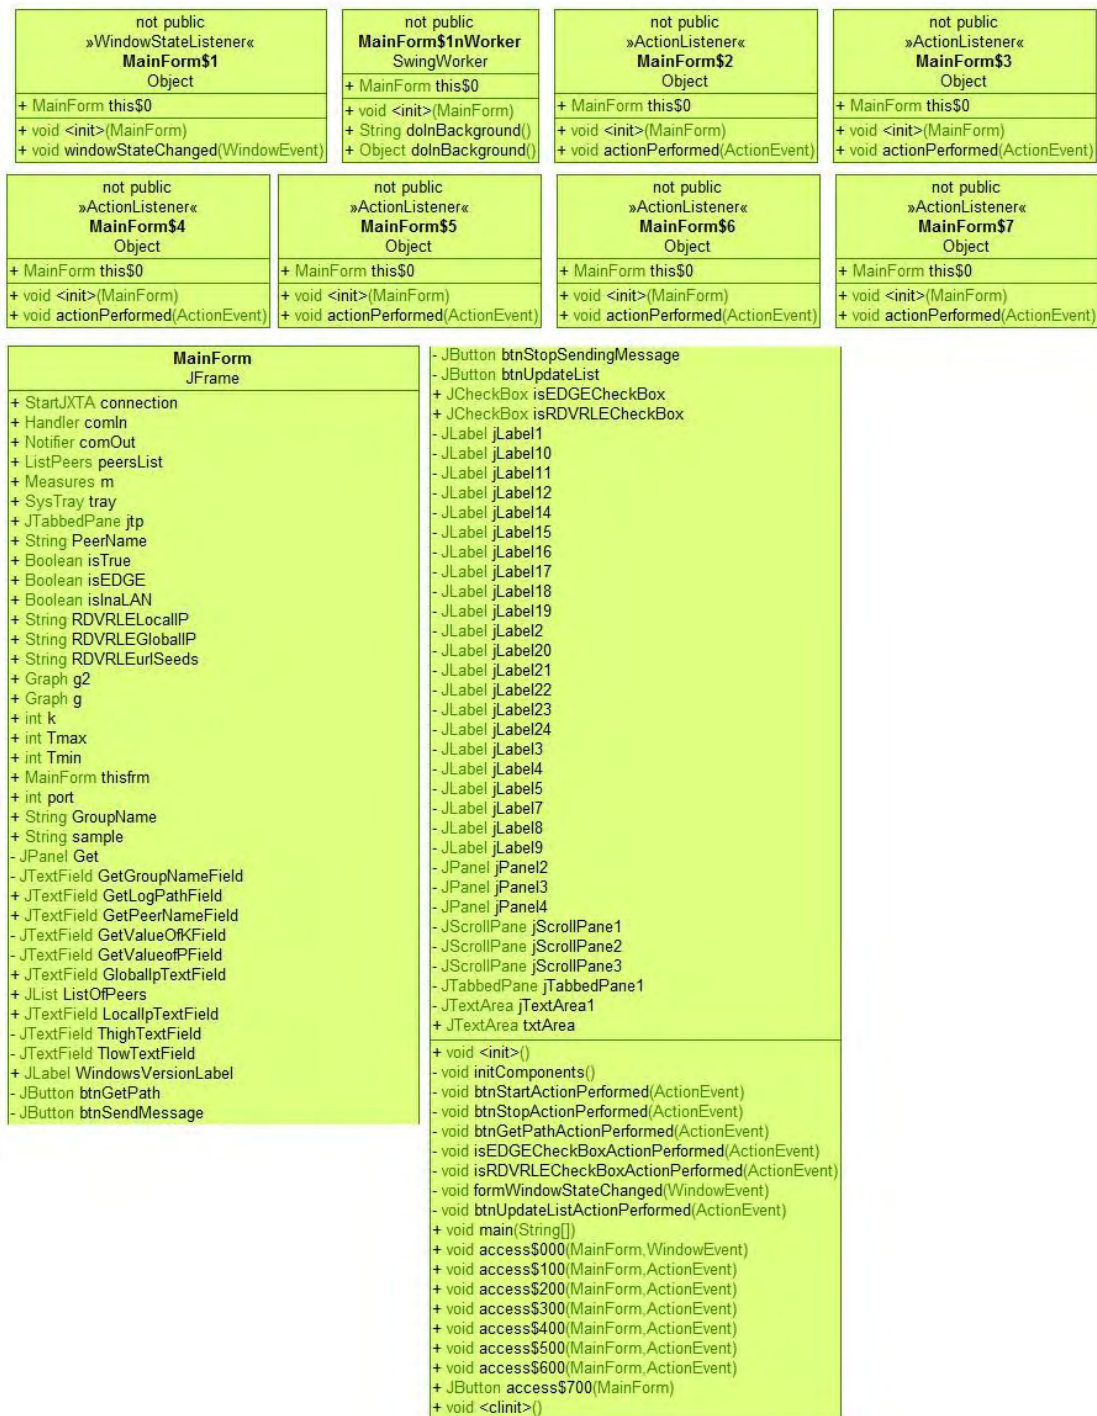 not public
»WindowStateListener«
MainForm$1
Object
+ MainForm this$0
+ void <init>(MainForm)
+ void windowStateChanged(WindowEvent)
not public
MainForm$1nWorker
SwingWorker
+ MainForm this$0
+ void <init>(MainForm)
+ String doInBackground()
+ Object doInBackground()
not public
»ActionListener«
MainForm$2
Object
+ MainForm this$0
+ void <init>(MainForm)
+ void actionPerformed(ActionEvent)
not public
»ActionListener«
MainForm$3
Object
+ MainForm this$0
+ void <init>(MainForm)
+ void actionPerformed(ActionEvent)
not public
»ActionListener«
MainForm$4
Object
+ MainForm this$0
+ void <init>(MainForm)
+ void actionPerformed(ActionEvent)
not public
»ActionListener«
MainForm$5
Object
+ MainForm this$0
+ void <init>(MainForm)
+ void actionPerformed(ActionEvent)
not public
»ActionListener«
MainForm$6
Object
+ MainForm this$0
+ void <init>(MainForm)
+ void actionPerformed(ActionEvent)
not public
»ActionListener«
MainForm$7
Object
+ MainForm this$0
+ void <init>(MainForm)
+ void actionPerformed(ActionEvent)
MainForm
JFrame
+ StartJXTA connection
+ Handler comIn
+ Notifier comOut
+ ListPeers peersList
+ Measures m
+ SysTray tray
+ JTabbedPane jtp
+ String PeerName
+ Boolean isTrue
+ Boolean isEDGE
+ Boolean isInaLAN
+ String RDVRLELocalIP
+ String RDVRLEGlobalIP
+ String RDVRLEurlSeeds
+ Graph g2
+ Graph g
+ int k
+ int Tmax
+ int Tmin
+ MainForm thisfrm
+ int port
+ String GroupName
+ String sample
- JPanel Get
- JTextField GetGroupNameField
+ JTextField GetLogPathField
+ JTextField GetPeerNameField
- JTextField GetValueOfKField
- JTextField GetValueofPField
+ JTextField GlobalIpTextField
+ JList ListOfPeers
+ JTextField LocalIpTextField
- JTextField ThighTextField
- JTextField TlowTextField
+ JLabel WindowsVersionLabel
- JButton btnGetPath
- JButton btnSendMessage
- JButton btnStopSendingMessage
- JButton btnUpdateList
+ JCheckBox isEDGECheckBox
+ JCheckBox isRDVRLECheckBox
- JLabel jLabel1
- JLabel jLabel10
- JLabel jLabel11
- JLabel jLabel12
- JLabel jLabel14
- JLabel jLabel15
- JLabel jLabel16
- JLabel jLabel17
- JLabel jLabel18
- JLabel jLabel19
- JLabel jLabel2
- JLabel jLabel20
- JLabel jLabel21
- JLabel jLabel22
- JLabel jLabel23
- JLabel jLabel24
- JLabel jLabel3
- JLabel jLabel4
- JLabel jLabel5
- JLabel jLabel7
- JLabel jLabel8
- JLabel jLabel9
- JPanel jPanel2
- JPanel jPanel3
- JPanel jPanel4
- JScrollPane jScrollPane1
- JScrollPane jScrollPane2
- JScrollPane jScrollPane3
- JTabbedPane jTabbedPane1
- JTextArea jTextArea1
+ JTextArea txtArea
+ void <init>()
- void initComponents()
- void btnStartActionPerformed(ActionEvent)
- void btnStopActionPerformed(ActionEvent)
- void btnGetPathActionPerformed(ActionEvent)
- void isEDGECheckBoxActionPerformed(ActionEvent)
- void isRDVRLECheckBoxActionPerformed(ActionEvent)
- void formWindowStateChanged(WindowEvent)
- void btnUpdateListActionPerformed(ActionEvent)
+ void main(String[])
+ void access$000(MainForm,WindowEvent)
+ void access$100(MainForm,ActionEvent)
+ void access$200(MainForm,ActionEvent)
+ void access$300(MainForm,ActionEvent)
+ void access$400(MainForm,ActionEvent)
+ void access$500(MainForm,ActionEvent)
+ void access$600(MainForm,ActionEvent)
+ JButton access$700(MainForm)
+ void <clinit>()